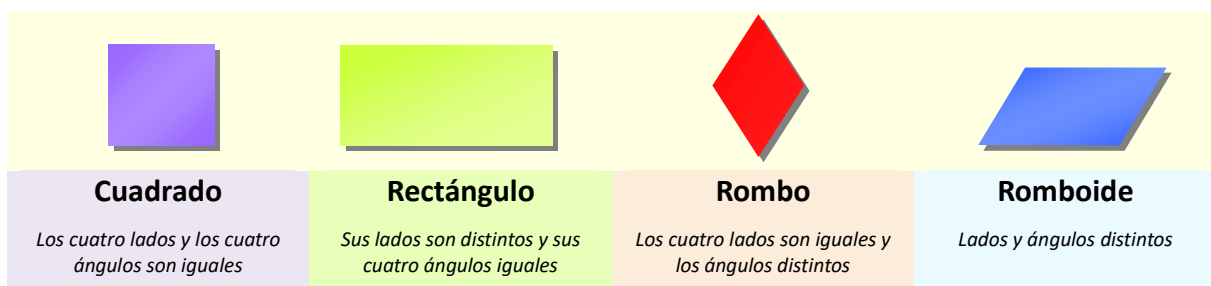 Cuadrado
Los cuatro lados y los cuatro
ángulos son iguales
Rectángulo
Sus lados son distintos y sus
cuatro ángulos iguales
Rombo
Los cuatro lados son iguales y
los ángulos distintos
Romboide
Lados y ángulos distintos